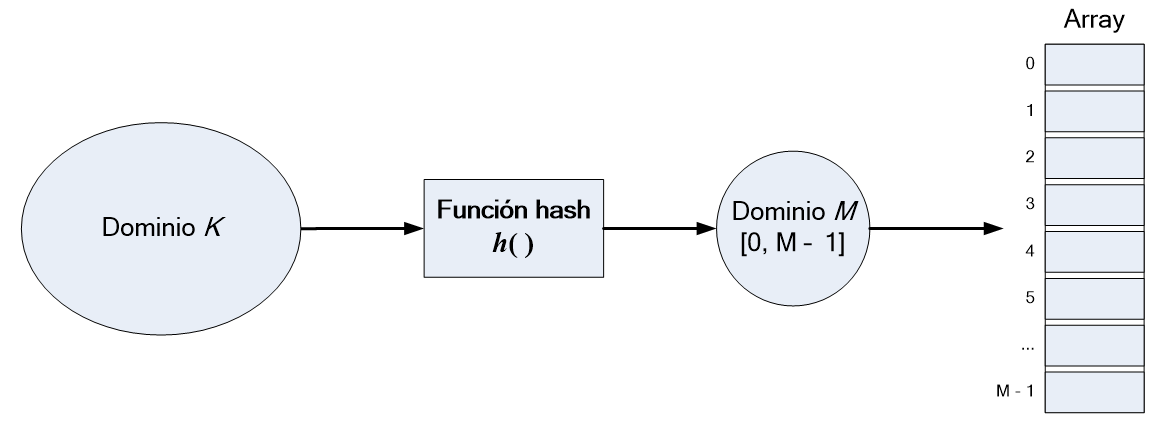 Array
Dominio K
Función hash
h( )
Dominio M
[0, M - 1]
0
1
2
3
4
5
...
M - 1